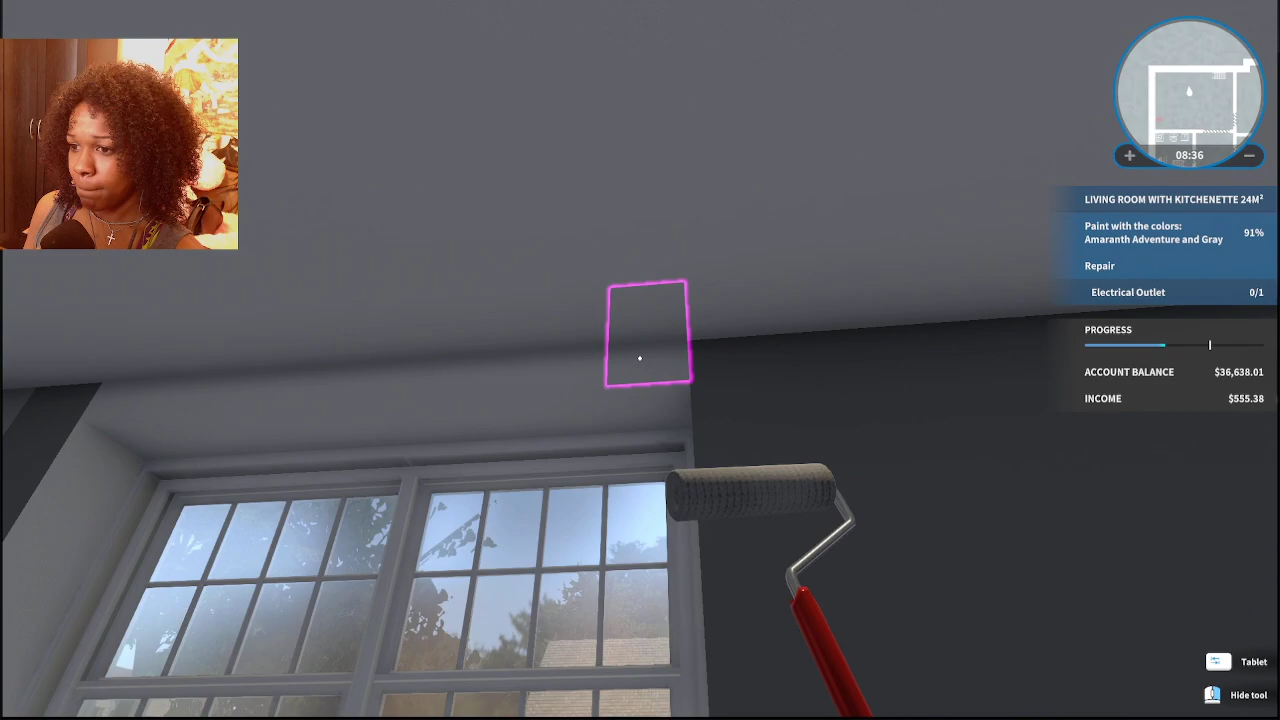 08:36
LIVING ROOM WITH KITCHENETTE 24M²
Paint with the colors:
Amaranth Adventure and Gray 91%
Repair
Electrical Outlet 0/1
PROGRESS
ACCOUNT BALANCE $36,638.01
INCOME $555.38
Tablet
Hide tool